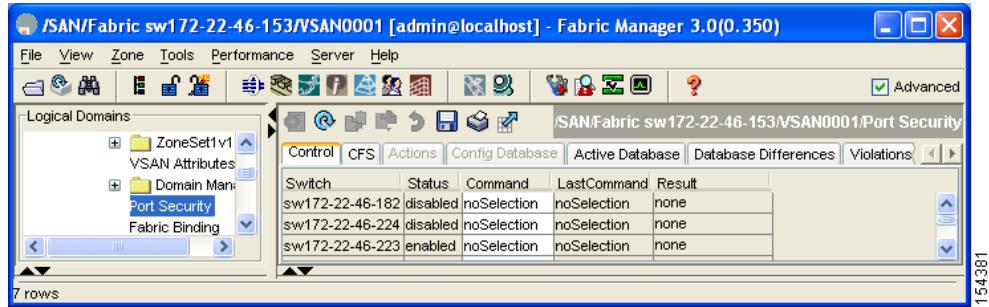 /SAN/Fabric sw172-22-46-153/VSAN0001 [admin@localhost] - Fabric Manager 3.0(0.350)
File View Zone Tools Performance Server Help
Advanced
Logical Domains
ZoneSet1v1
VSAN Attributes
Domain Man
Port Security
Fabric Binding
/SAN/Fabric sw172-22-46-153/VSAN0001/Port Security
Control CFS Actions Config Database Active Database Database Differences Violations
Switch Status Command LastCommand Result
sw172-22-46-182 disabled noSelection noSelection none
sw172-22-46-224 disabled noSelection noSelection none
sw172-22-46-223 enabled noSelection noSelection none
7 rows
154381